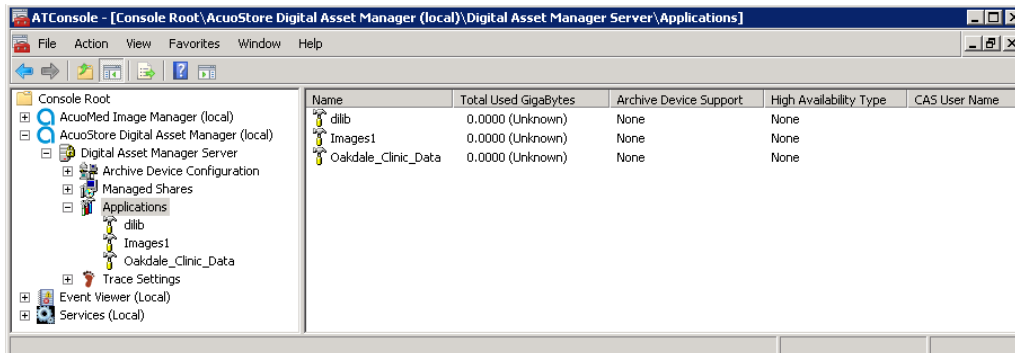 ATConsole - [Console Root\AcuoStore Digital Asset Manager (local)\Digital Asset Manager Server\Applications]
File Action View Favorites Window Help
Console Root
AcuoMed Image Manager (local)
AcuoStore Digital Asset Manager (local)
Digital Asset Manager Server
Archive Device Configuration
Managed Shares
Applications
dilib
Images1
Oakdale_Clinic_Data
Trace Settings
Event Viewer (Local)
Services (Local)
Name Total Used GigaBytes Archive Device Support High Availability Type CAS User Name
dilib 0.0000 (Unknown) None None
Images1 0.0000 (Unknown) None None
Oakdale_Clinic_Data 0.0000 (Unknown) None None